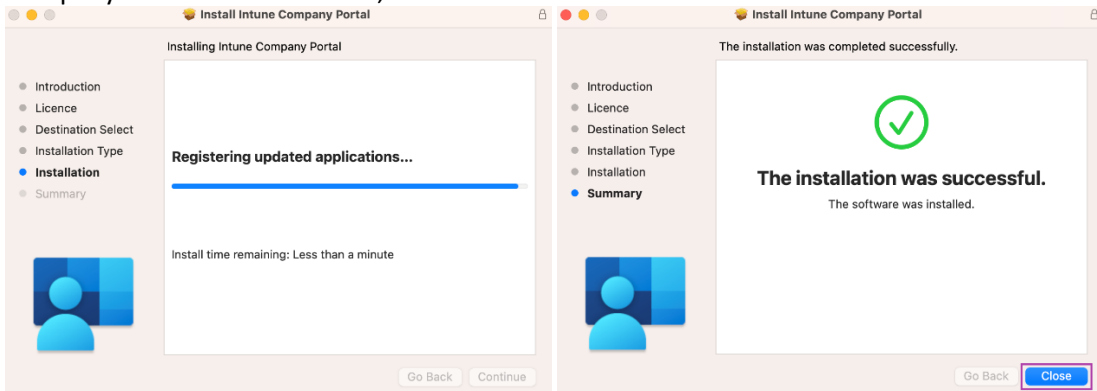 Install Intune Company Portal
Installing Intune Company Portal
Introduction
Licence
Destination Select
Installation Type
Installation
Summary
Registering updated applications...
Install time remaining: Less than a minute
Go Back
Continue
Install Intune Company Portal
The installation was completed successfully.
Introduction
Licence
Destination Select
Installation Type
Installation
Summary
The installation was successful.
The software was installed.
Go Back
Close